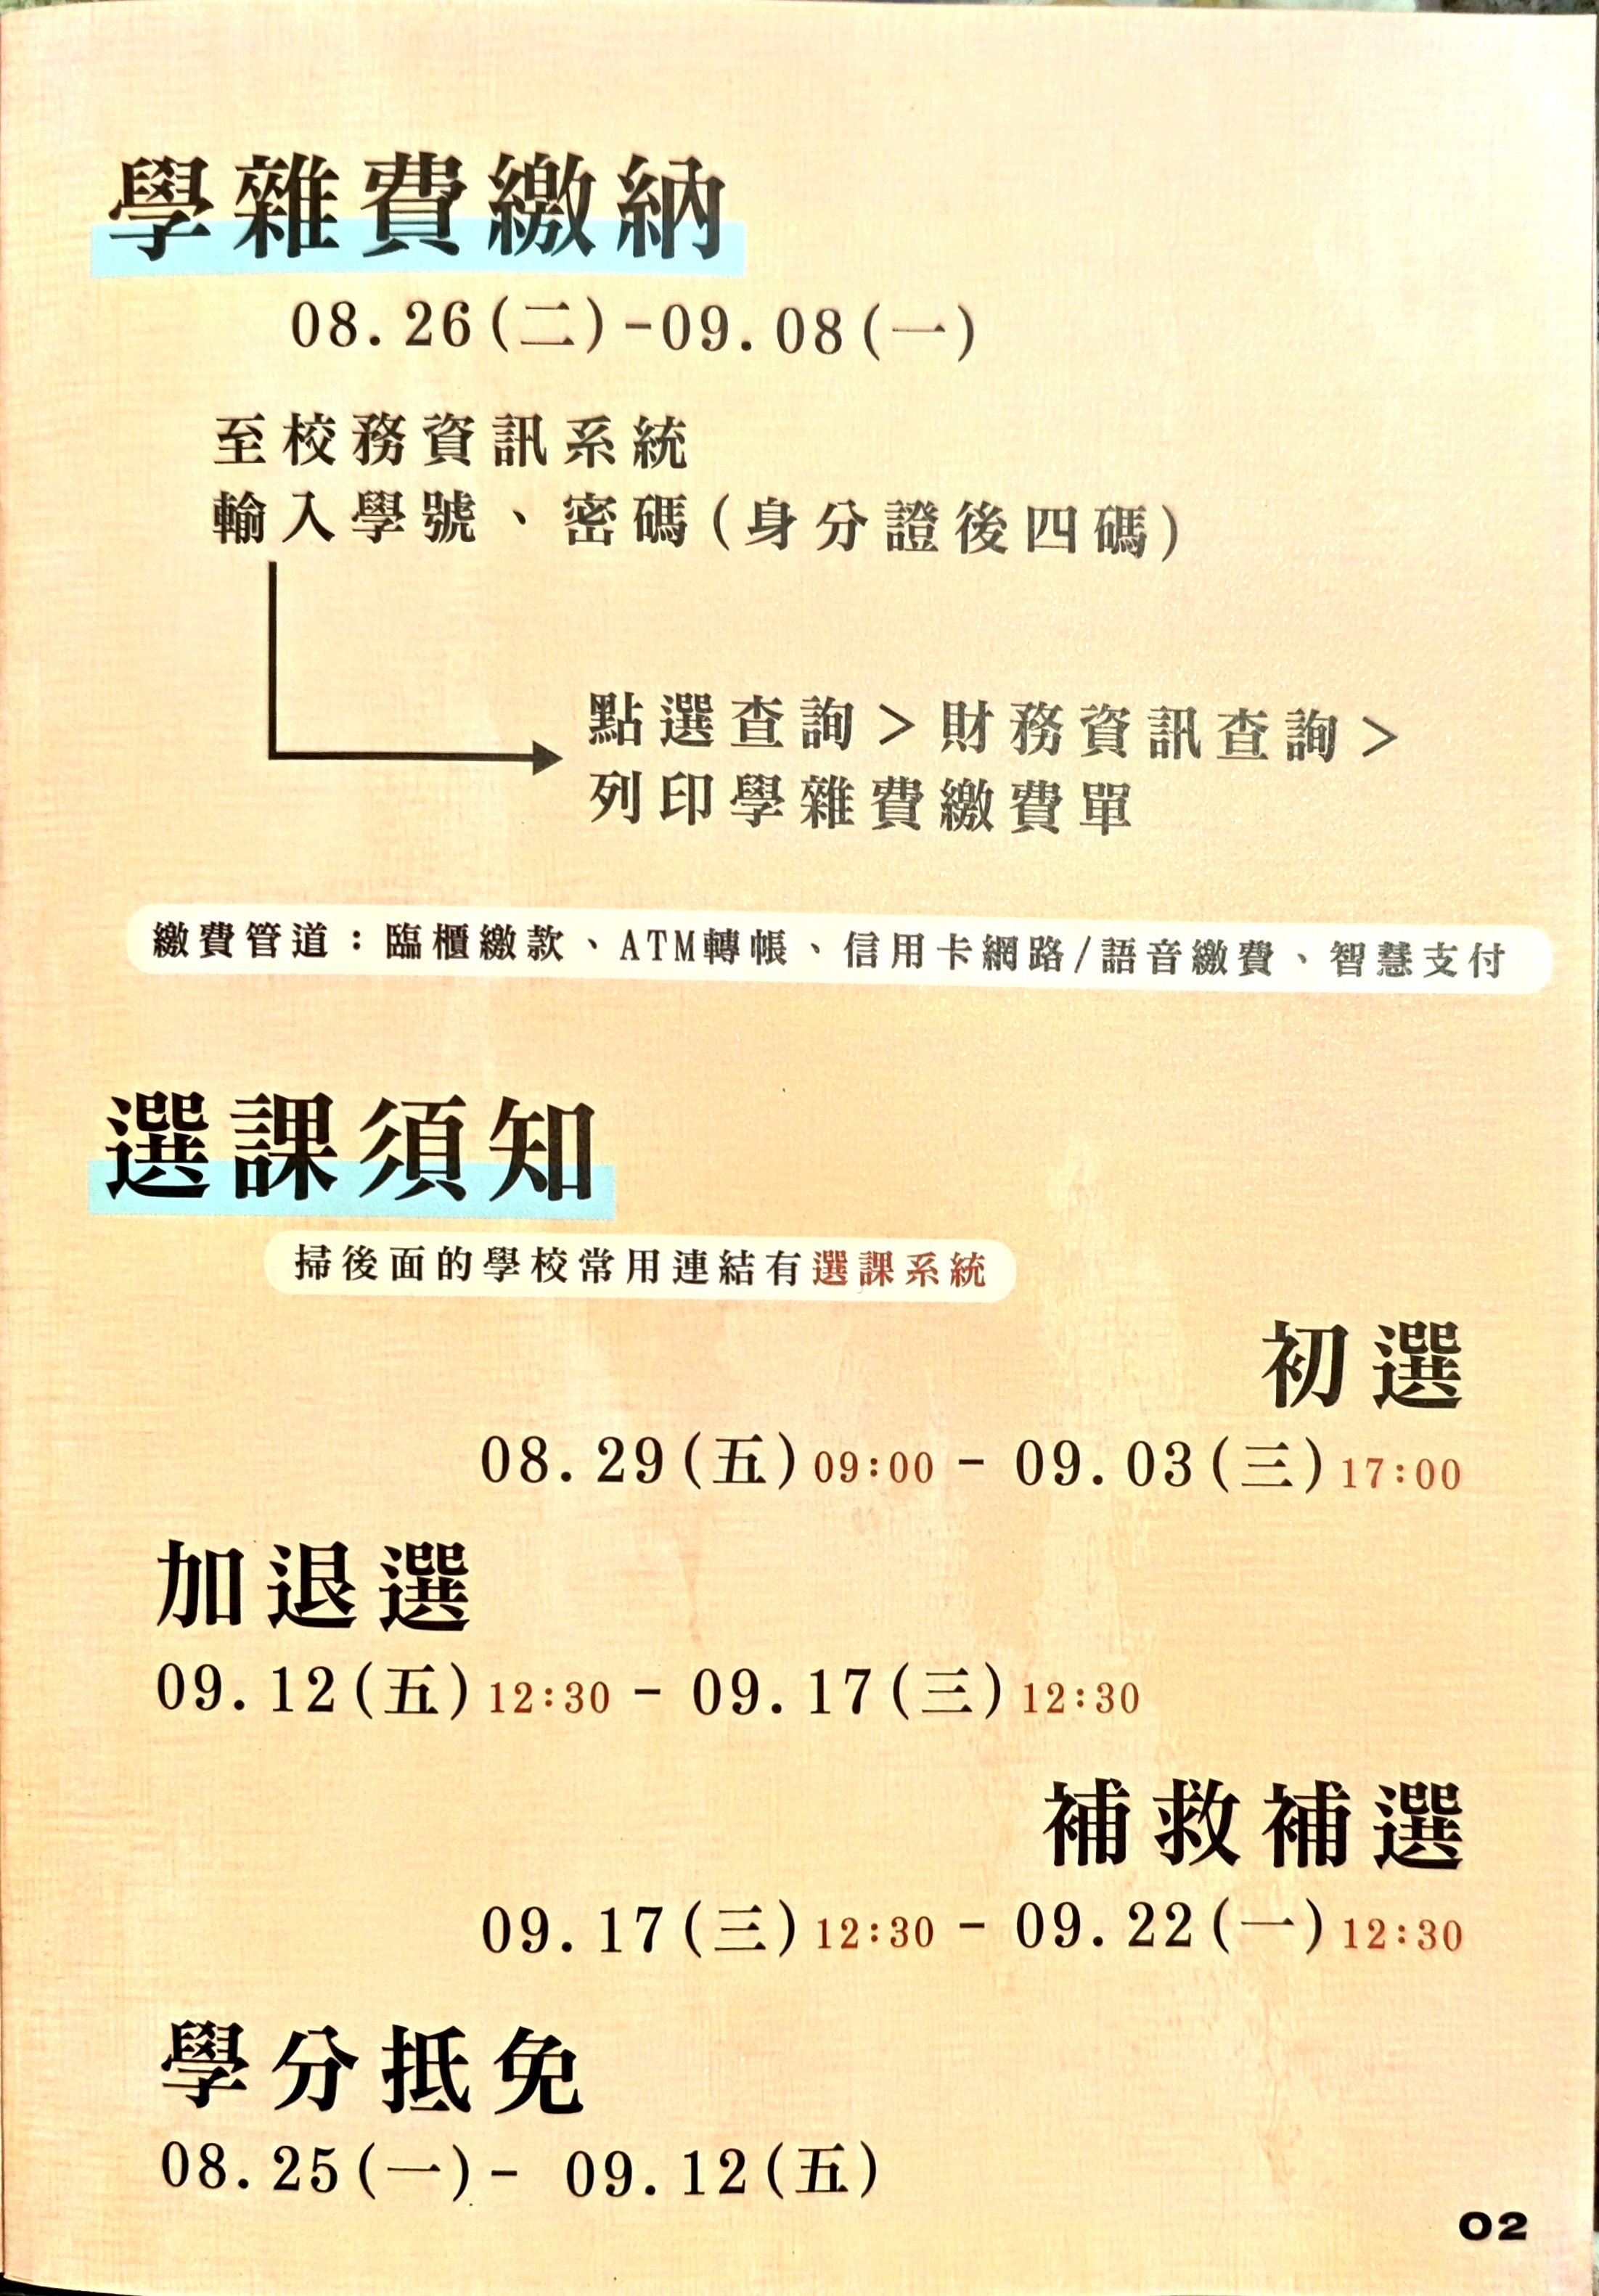 學雜費繳納
08.26(二)-09.08(一)
至校務資訊系統
輸入學號、密碼(身分證後四碼)
點選查詢>財務資訊查詢>
列印學雜費繳費單
繳費管道：臨櫃繳款、ATM轉帳、信用卡網路/語音繳費、智慧支付
選課須知
掃後面的學校常用連結有選課系統
初選
08.29(五)09:00 - 09.03(三)17:00
加退選
09.12(五)12:30 - 09.17(三)12:30
補救補選
09.17(三)12:30 - 09.22(一)12:30
學分抵免
08.25(一)- 09.12(五)
02